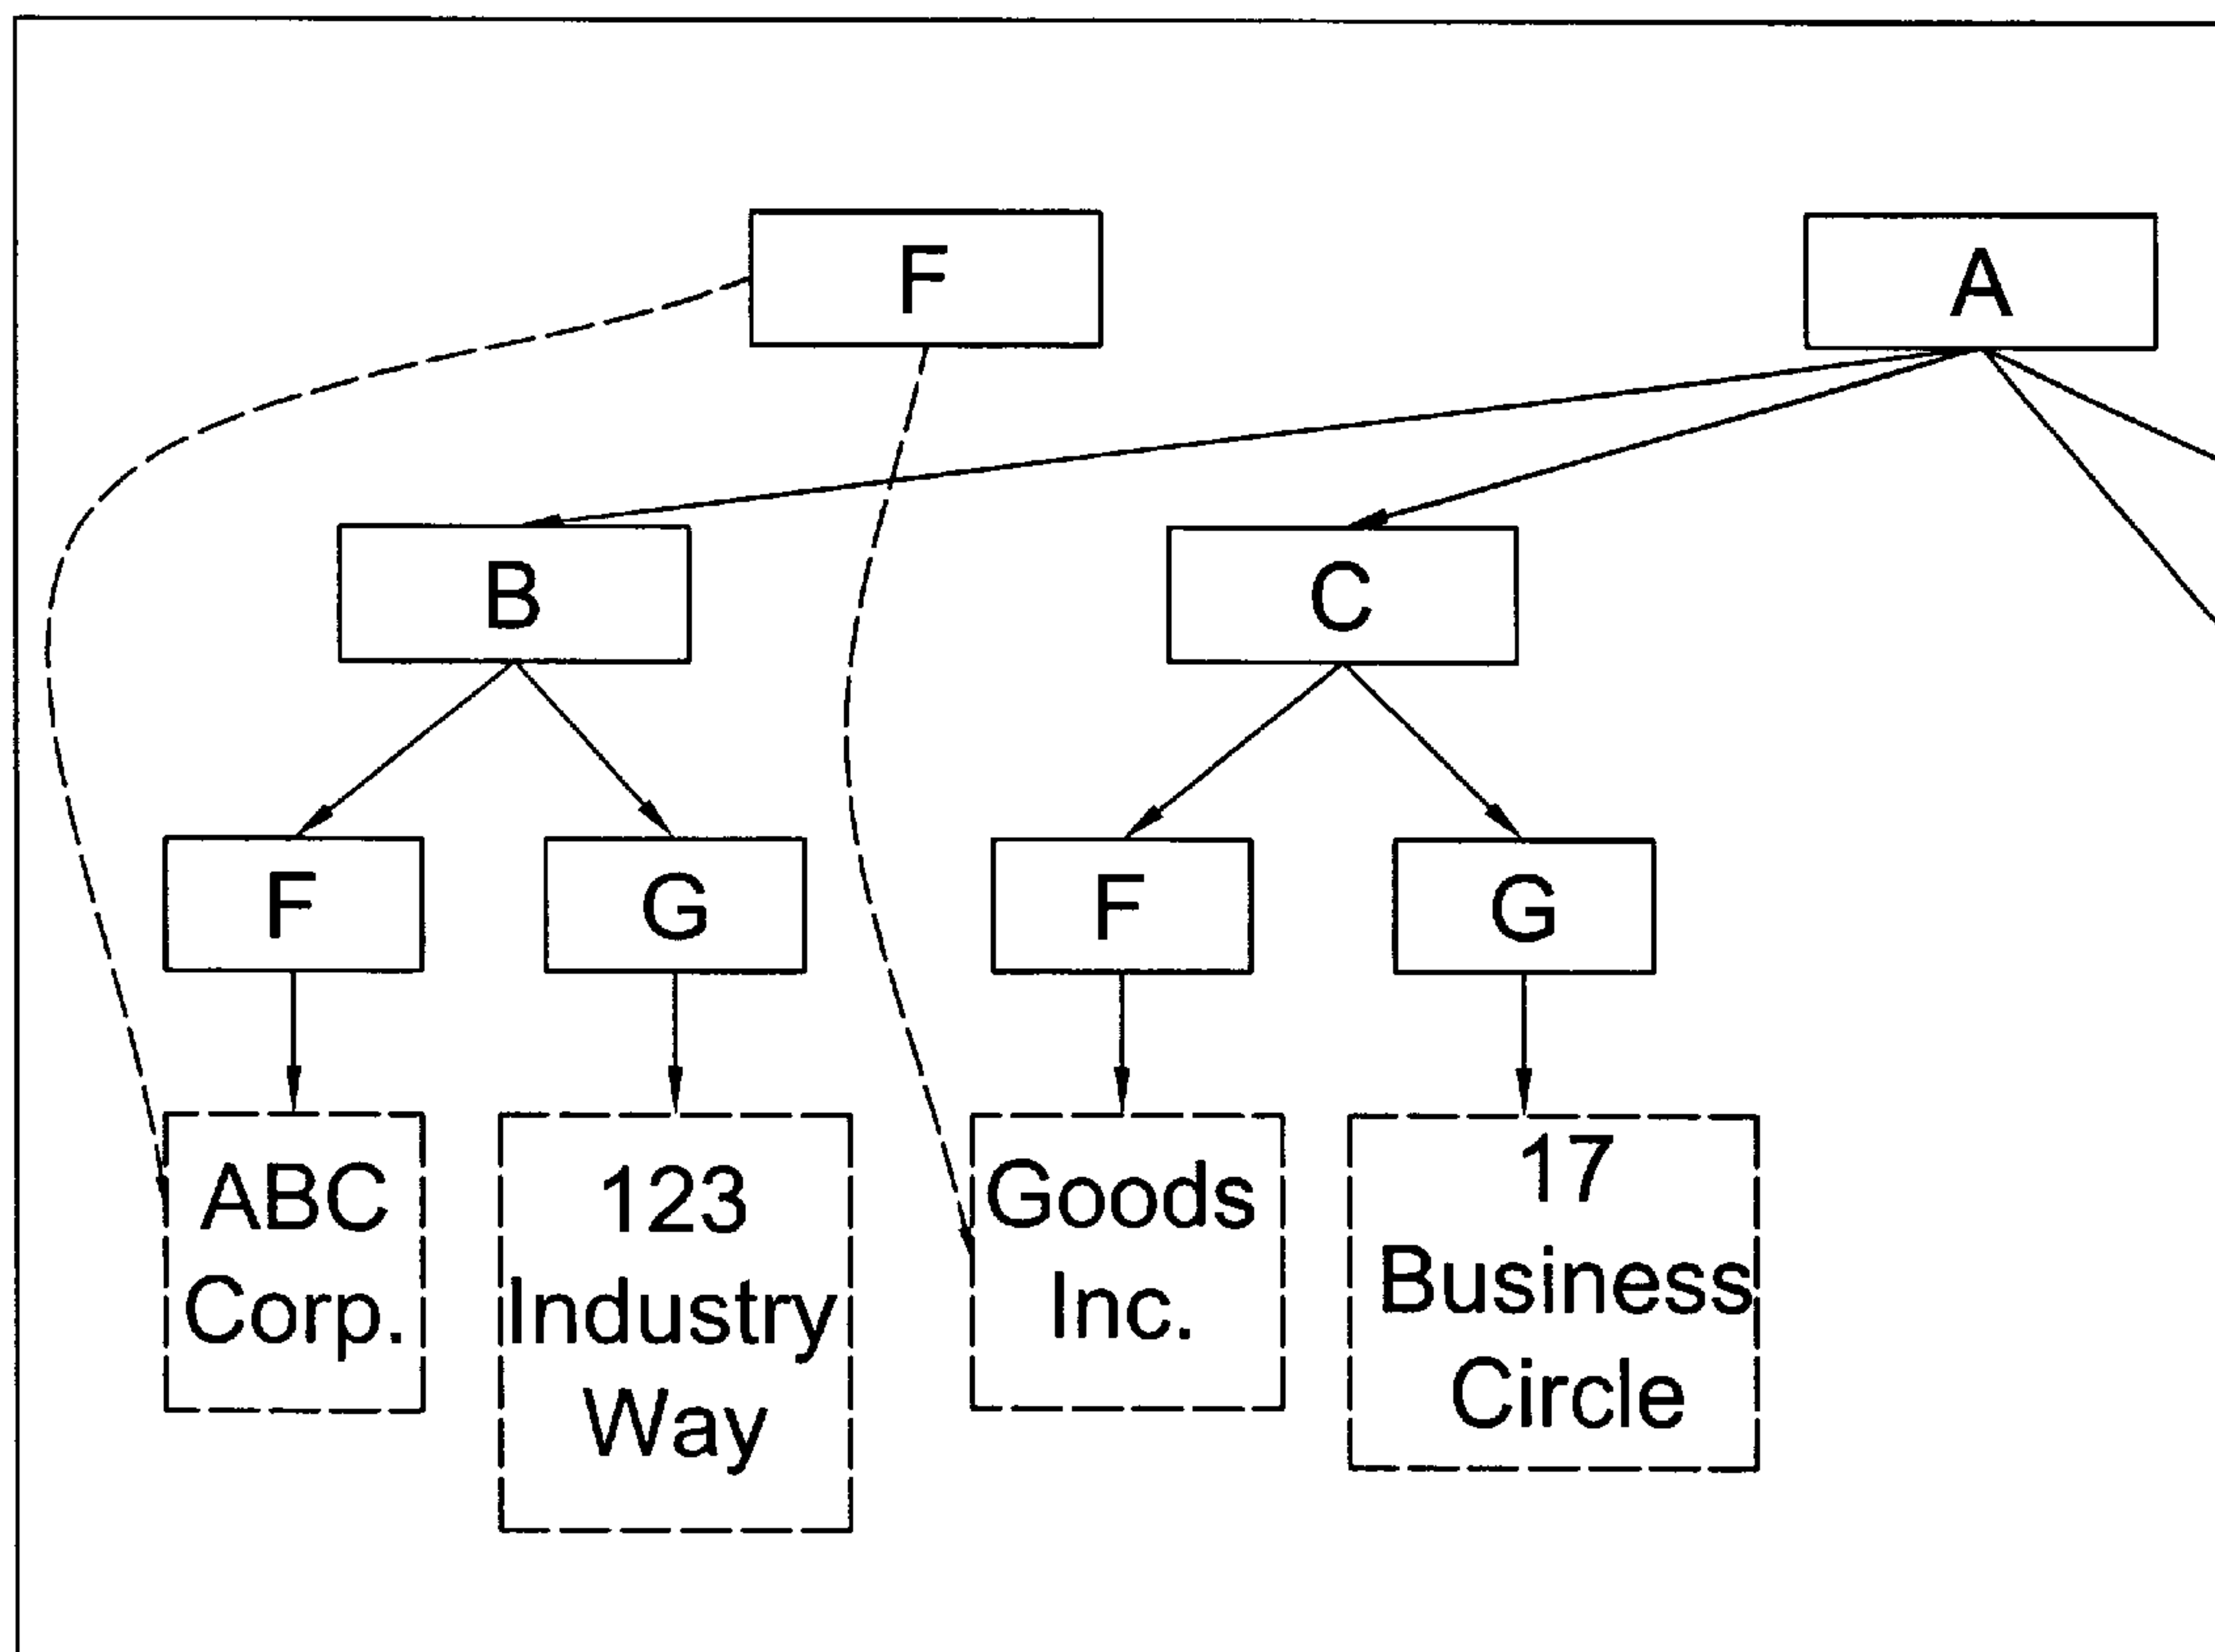 F
A
B
C
F
G
F
G
ABC
Corp.
123
Industry
Way
Goods
Inc.
17
Business
Circle